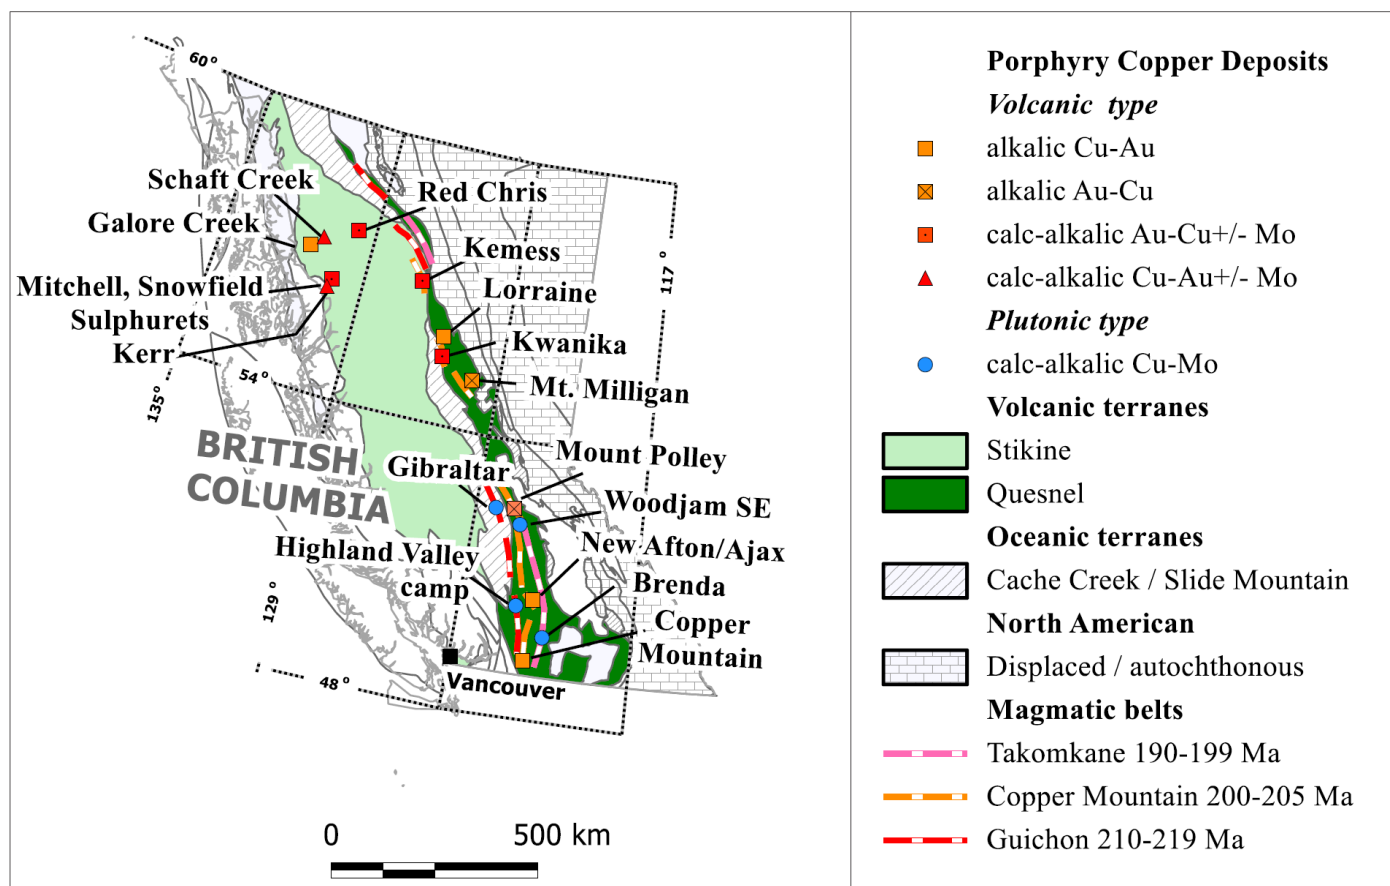 60°
Schaft Creek
Red Chris
Galore Creek
Kemess
117°
Mitchell, Snowfield
Lorraine
Sulphurets
Kwanika
Kerr
54°
Mt. Milligan
135°
BRITISH
COLUMBIA
Mount Polley
Gibraltar
Woodjam SE
Highland Valley
camp
New Afton/Ajax
Brenda
129°
Copper
Mountain
48°
Vancouver
0 500 km
Porphyry Copper Deposits
Volcanic type
alkalic Cu-Au
alkalic Au-Cu
calc-alkalic Au-Cu+/- Mo
calc-alkalic Cu-Au+/- Mo
Plutonic type
calc-alkalic Cu-Mo
Volcanic terranes
Stikine
Quesnel
Oceanic terranes
Cache Creek / Slide Mountain
North American
Displaced / autochthonous
Magmatic belts
Takomkane 190-199 Ma
Copper Mountain 200-205 Ma
Guichon 210-219 Ma